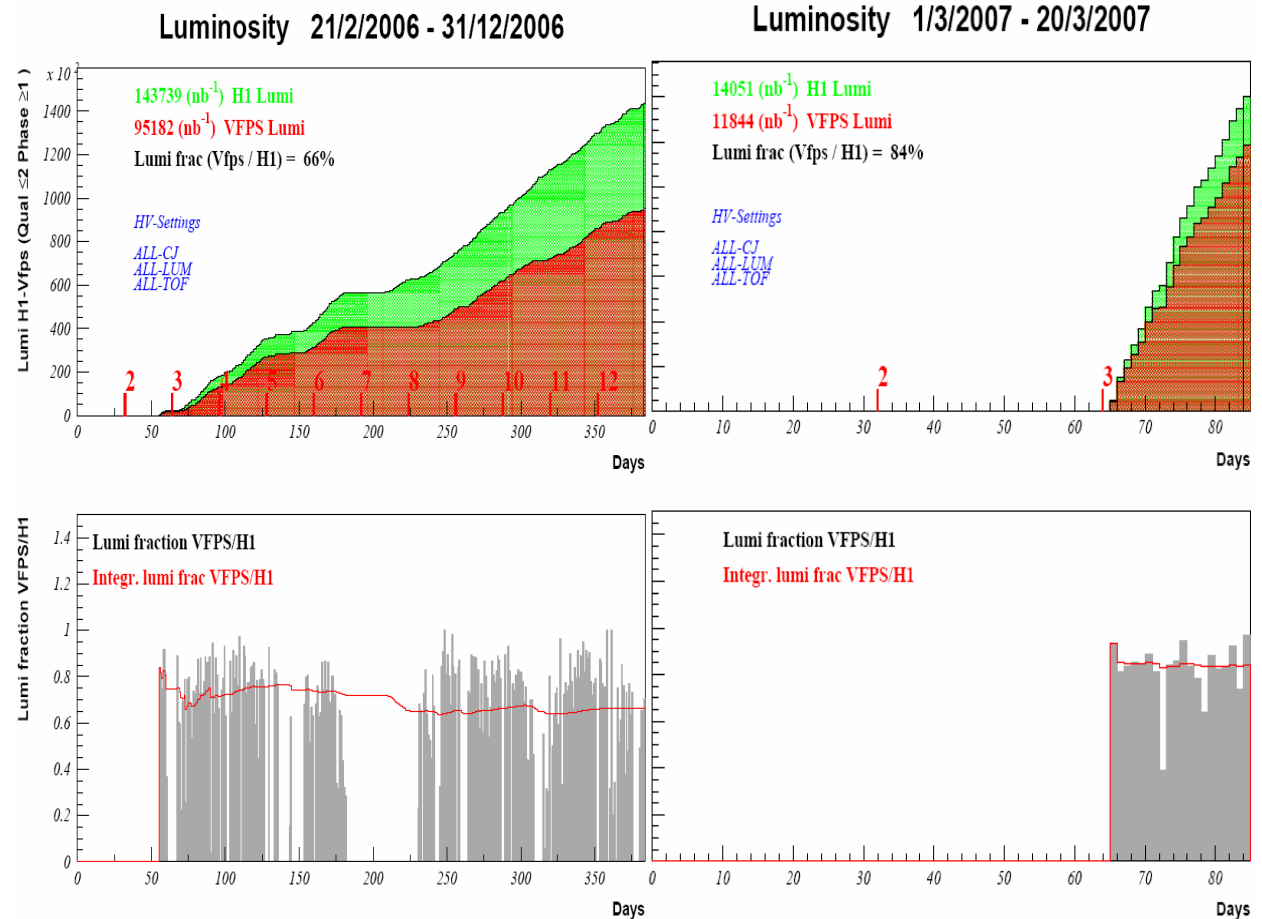 Luminosity 21/2/2006 - 31/12/2006
Luminosity 1/3/2007 - 20/3/2007
Lumi H1-Vfps (Qual ≤2 Phase ≥1)
x 10
1400
1200
1000
800
600
400
200
0
143739 (nb-1) H1 Lumi
95182 (nb-1) VFPS Lumi
Lumi frac (Vfps / H1) = 66%
HV-Settings
ALL-CJ
ALL-LUM
ALL-TOF
2 3 4 5 6 7 8 9 10 11 12
0 50 100 150 200 250 300 350
Days
14051 (nb-1) H1 Lumi
11844 (nb-1) VFPS Lumi
Lumi frac (Vfps / H1) = 84%
HV-Settings
ALL-CJ
ALL-LUM
ALL-TOF
2 3
0 10 20 30 40 50 60 70 80
Days
Lumi fraction VFPS/H1
1.4
1.2
1
0.8
0.6
0.4
0.2
0
Lumi fraction VFPS/H1
Integr. lumi frac VFPS/H1
0 50 100 150 200 250 300 350
Days
Lumi fraction VFPS/H1
Integr. lumi frac VFPS/H1
0 10 20 30 40 50 60 70 80
Days